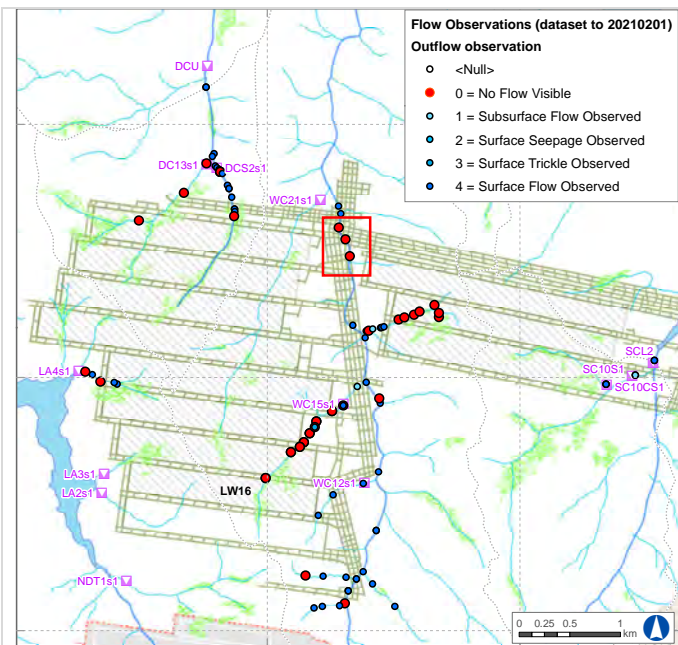 Flow Observations (dataset to 20210201)
Outflow observation
<Null>
0 = No Flow Visible
1 = Subsurface Flow Observed
2 = Surface Seepage Observed
3 = Surface Trickle Observed
4 = Surface Flow Observed
DCU
DC13s1
DCS2s1
WC21s1
SCL2
SC10S1
SC10CS1
LA4s1
WC15s1
LA3s1
LA2s1
LW16
WC12s1
NDT1s1
0 0.25 0.5 1
km